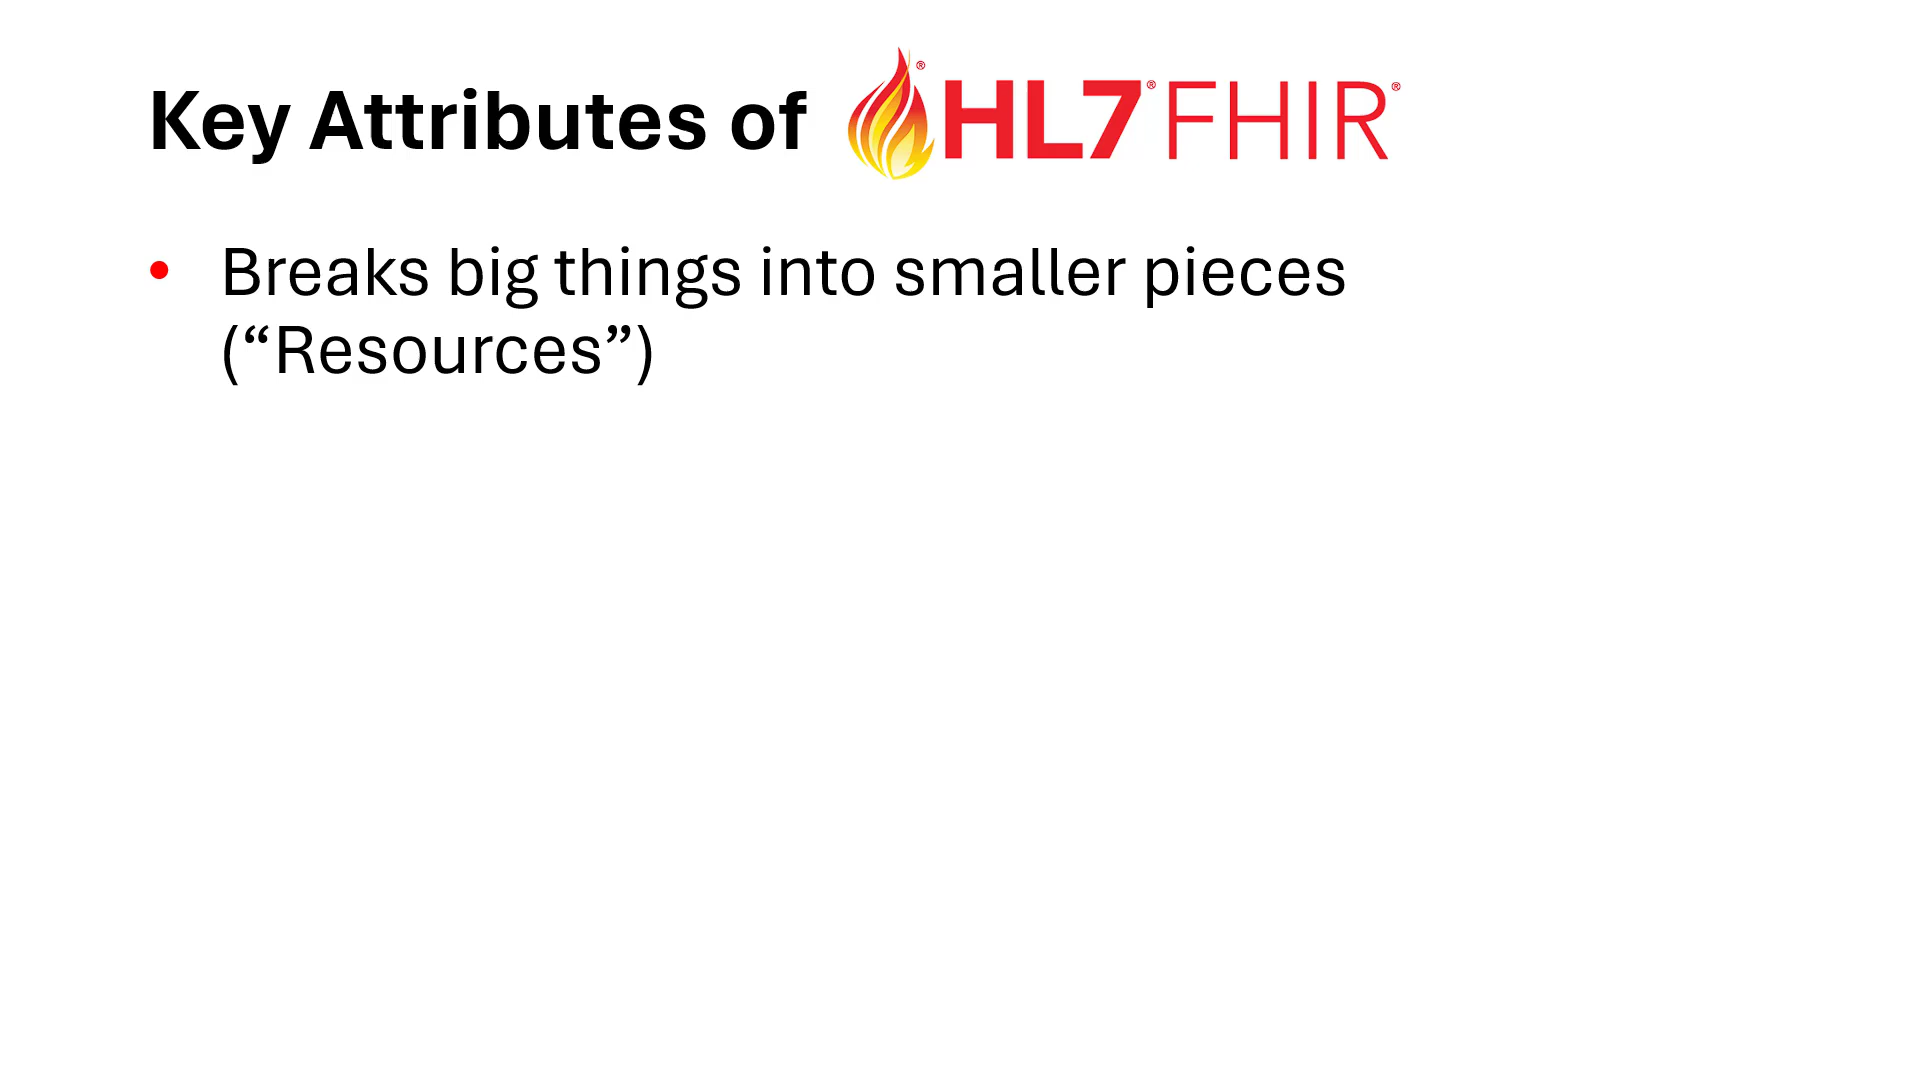 Key Attributes of HL7® FHIR®
• Breaks big things into smaller pieces
(“Resources”)